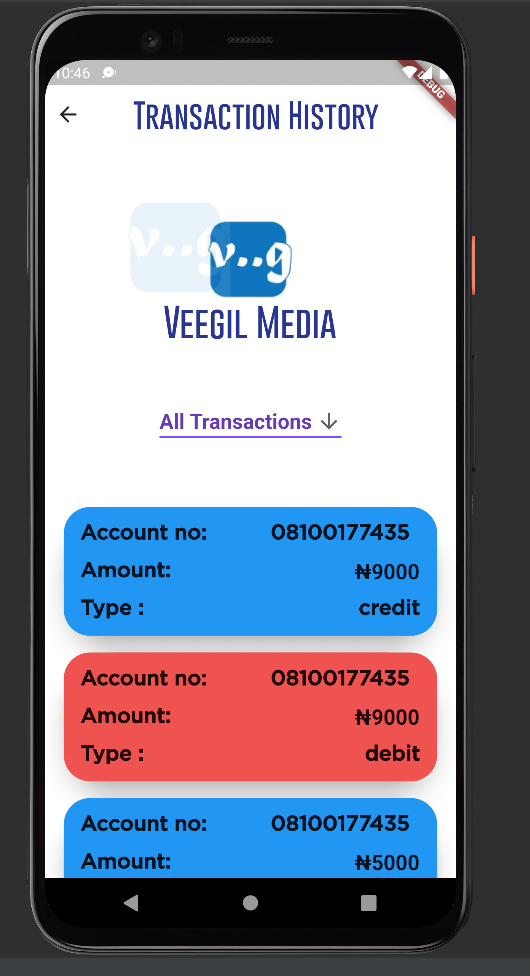 10:46
DEBUG
Transaction History
v..g v..g
Veegil Media
All Transactions
Account no: 08100177435
Amount: ₦9000
Type : credit
Account no: 08100177435
Amount: ₦9000
Type : debit
Account no: 08100177435
Amount: ₦5000